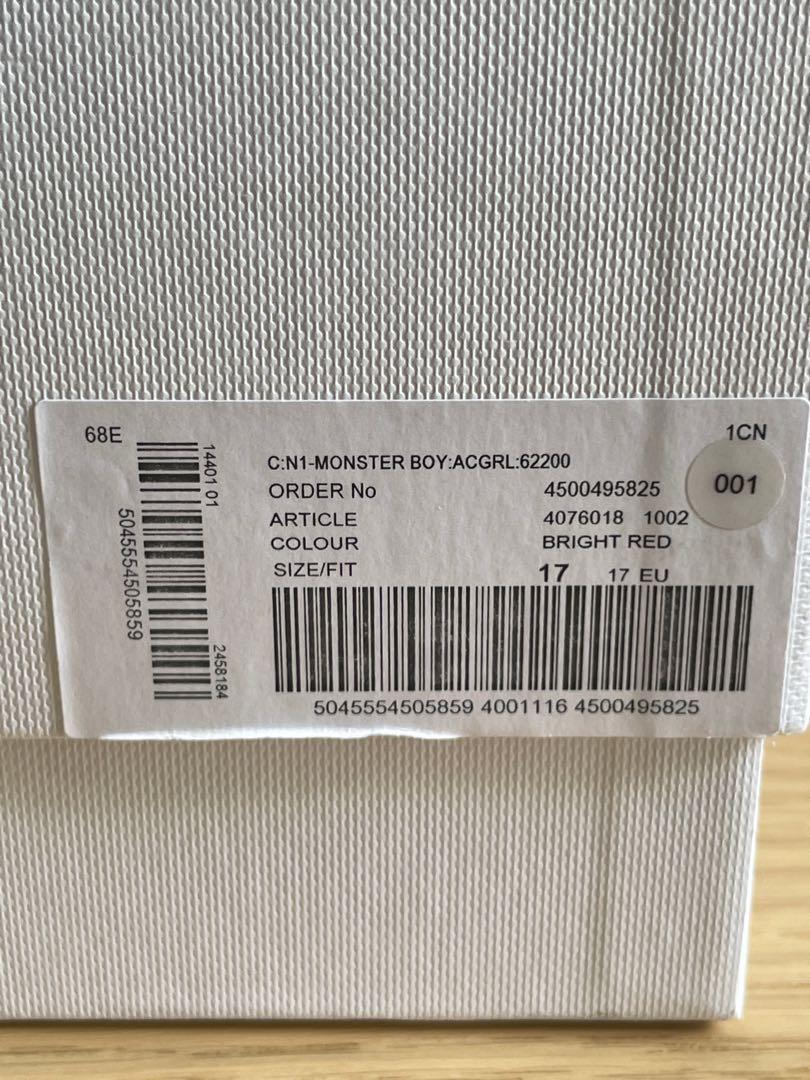 68E
1CN
14401 01
5045554505859
2458184
C:N1-MONSTER BOY:ACGRL:62200
ORDER No 4500495825
001
ARTICLE 4076018 1002
COLOUR BRIGHT RED
SIZE/FIT 17 17 EU
5045554505859 4001116 4500495825